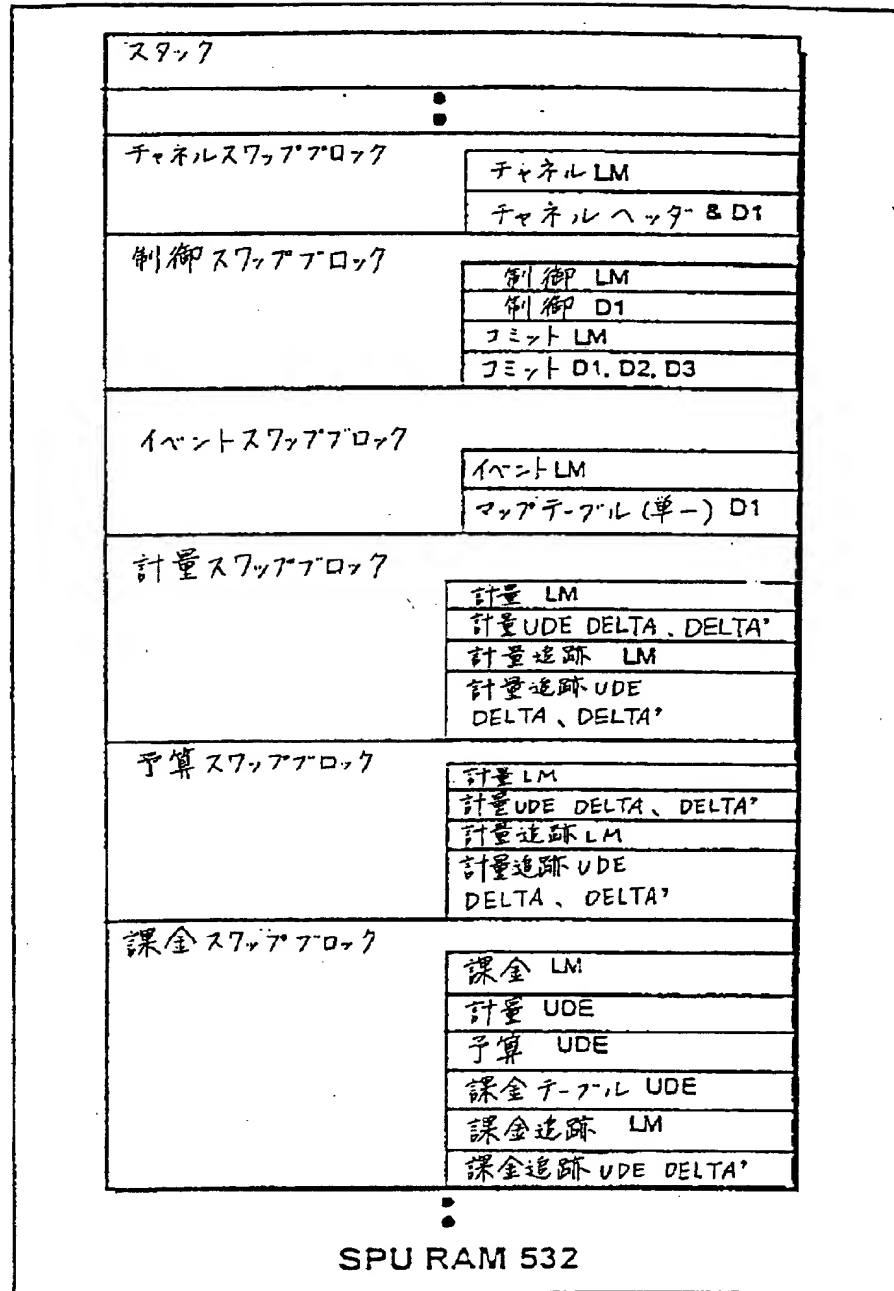 スタック
チャネルスワップブロック
チャネル LM
チャネルヘッダ & D1
制御スワップブロック
制御 LM
制御 D1
コミット LM
コミット D1. D2. D3
イベントスワップブロック
イベント LM
マップテーブル (単一) D1
計量スワップブロック
計量 LM
計量UDE DELTA、DELTA'
計量追跡 LM
計量追跡UDE
DELTA、DELTA'
予算スワップブロック
計量LM
計量UDE DELTA、DELTA'
計量追跡LM
計量追跡UDE
DELTA、DELTA'
課金スワップブロック
課金 LM
計量 UDE
予算 UDE
課金テーブル UDE
課金追跡 LM
課金追跡UDE DELTA'
SPU RAM 532